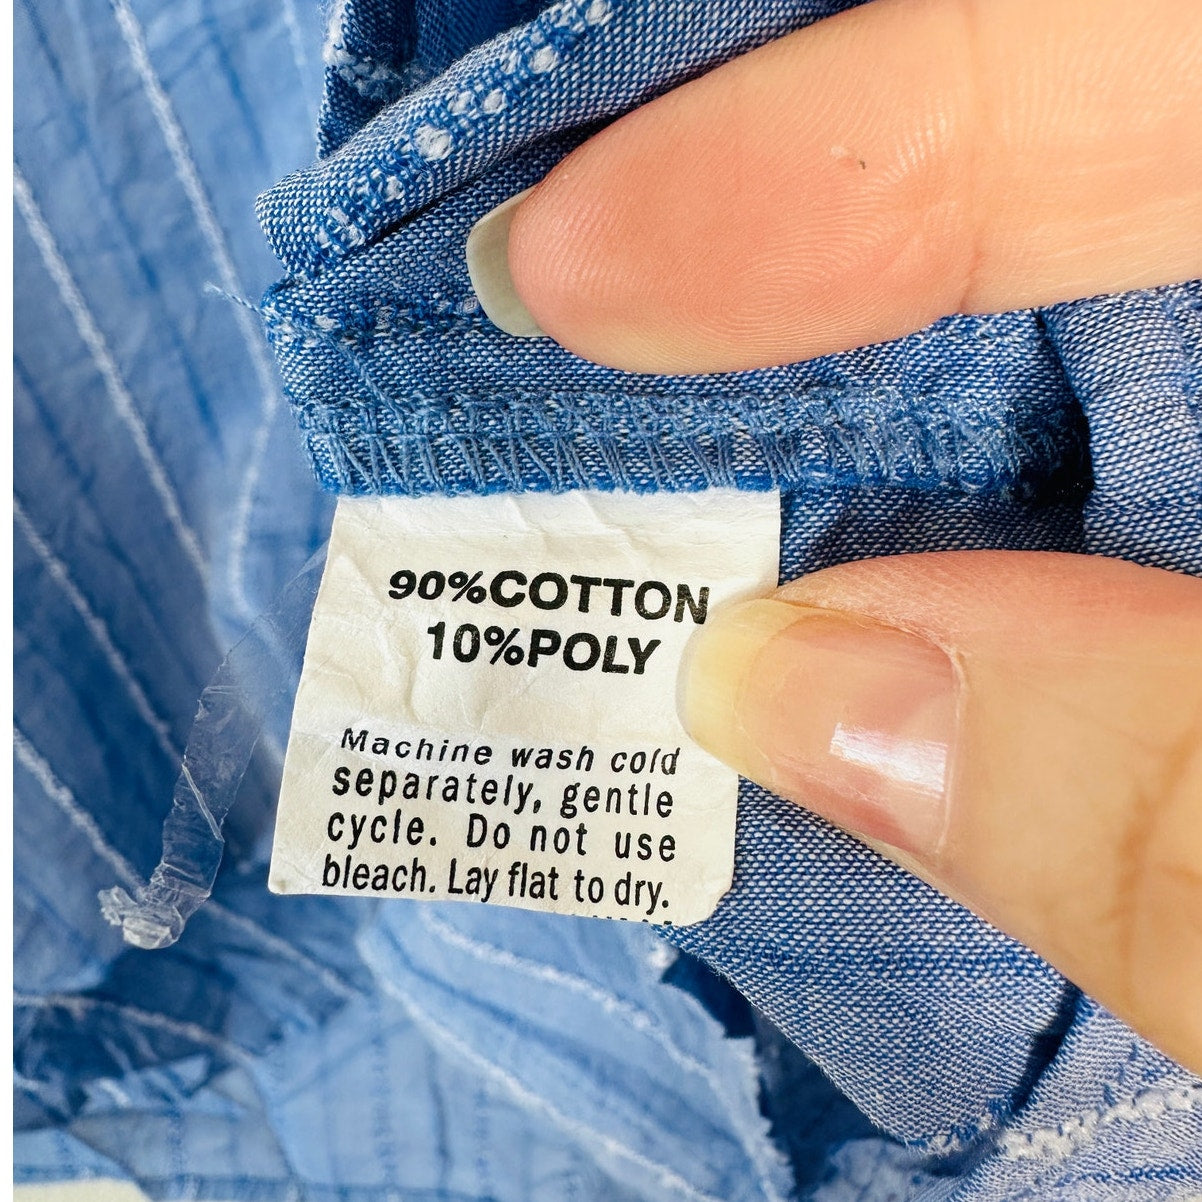 90%COTTON
10%POLY
Machine wash cold
separately, gentle
cycle. Do not use
bleach. Lay flat to dry.